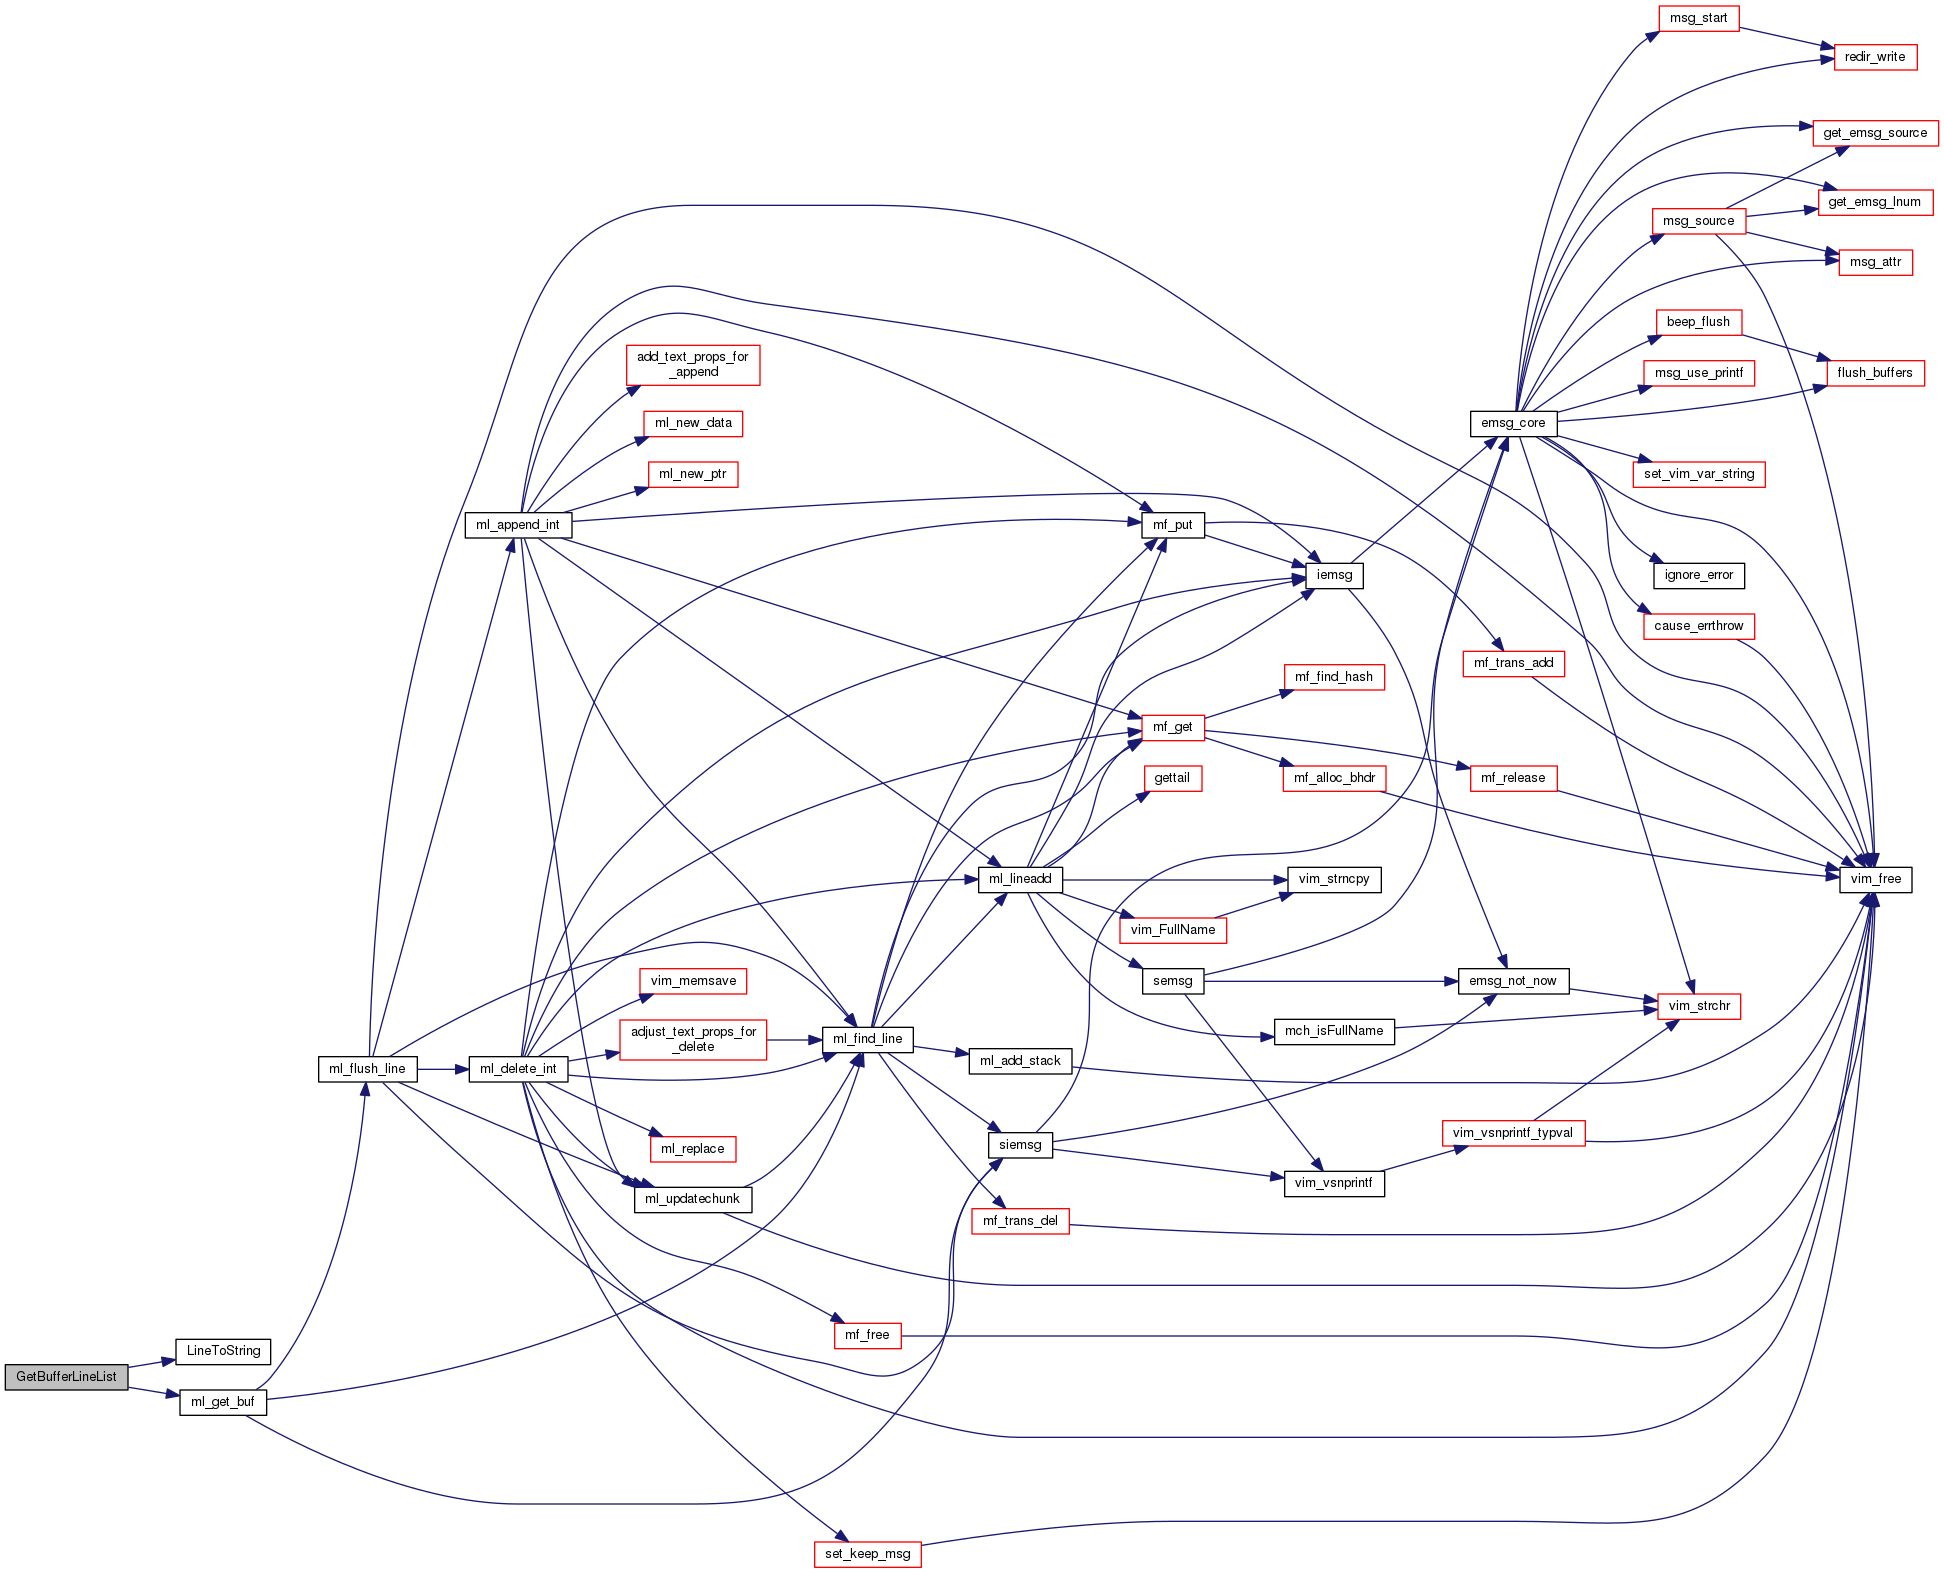 msg_start
redir_write
get_emsg_source
get_emsg_lnum
msg_source
msg_attr
beep_flush
add_text_props_for
_append
msg_use_printf
flush_buffers
ml_new_data
emsg_core
ml_new_ptr
set_vim_var_string
ml_append_int
mf_put
iemsg
ignore_error
cause_errthrow
mf_trans_add
mf_find_hash
mf_get
gettail
mf_alloc_bhdr
mf_release
ml_lineadd
vim_strncpy
vim_free
vim_FullName
vim_memsave
semsg
emsg_not_now
vim_strchr
adjust_text_props_for
_delete
ml_find_line
mch_isFullName
ml_flush_line
ml_delete_int
ml_add_stack
ml_replace
siemsg
vim_vsnprintf_typval
vim_vsnprintf
ml_updatechunk
mf_trans_del
mf_free
LineToString
GetBufferLineList
ml_get_buf
set_keep_msg